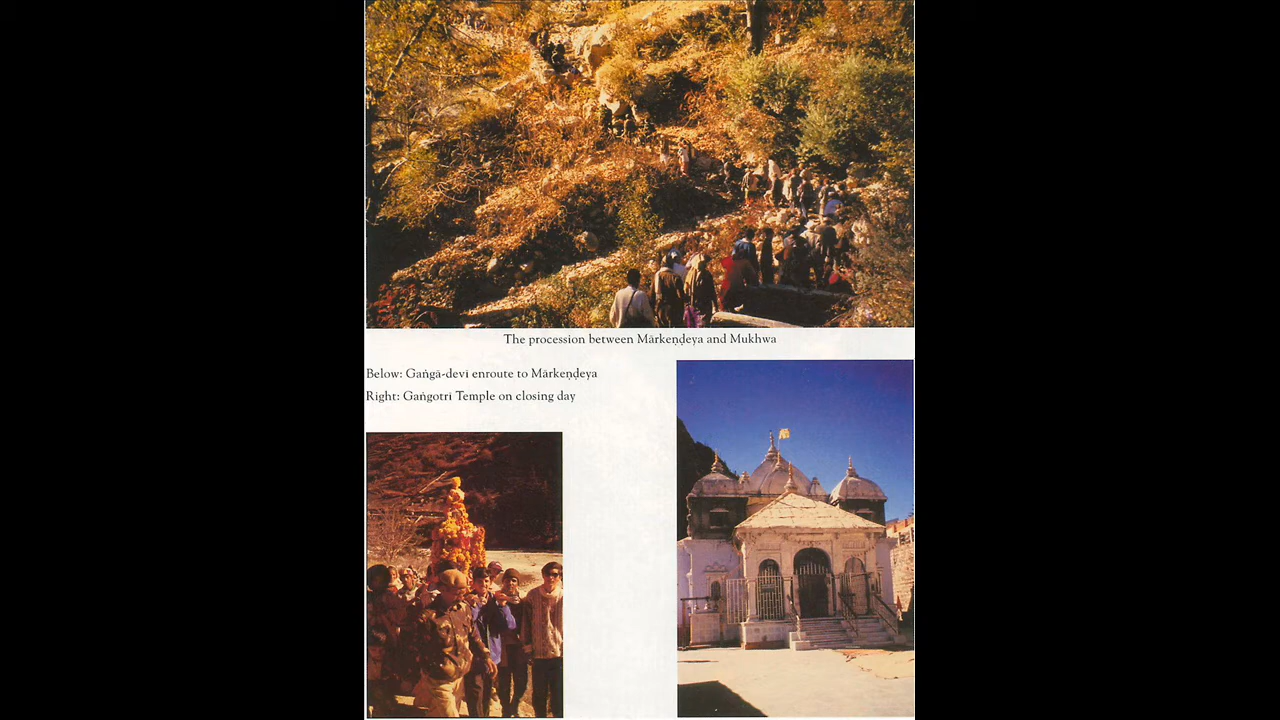 The procession between Mārkeṇḍeya and Mukhwa
Below: Gaṅgā-devī enroute to Mārkeṇḍeya
Right: Gaṅgotrī Temple on closing day